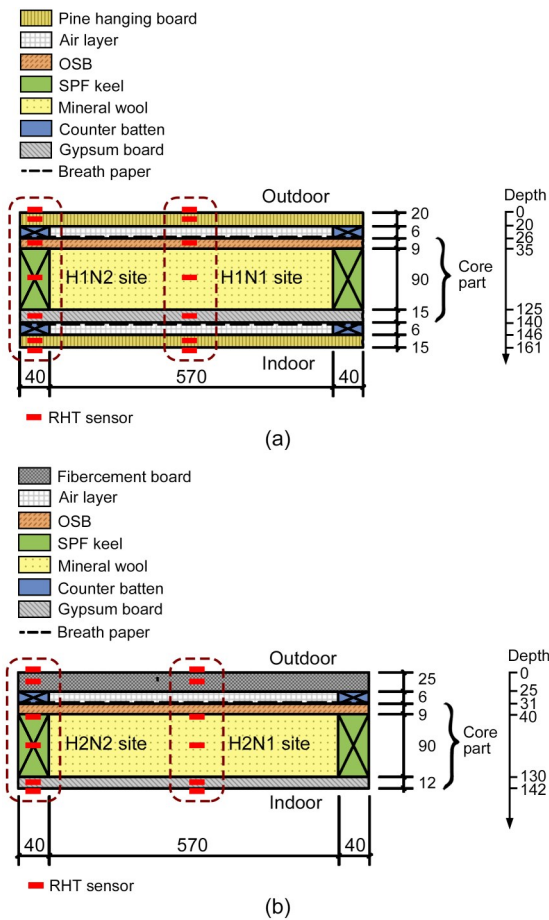 Pine hanging board
Air layer
OSB
SPF keel
Mineral wool
Counter batten
Gypsum board
Breath paper
Outdoor
Depth
20
0
6
20
9
26
35
H1N2 site
H1N1 site
90
Core
part
15
125
6
140
15
146
161
Indoor
40
570
40
RHT sensor
(a)
Fibercement board
Air layer
OSB
SPF keel
Mineral wool
Counter batten
Gypsum board
Breath paper
Outdoor
Depth
25
0
6
25
9
31
40
H2N2 site
H2N1 site
90
Core
part
12
130
142
Indoor
40
570
40
RHT sensor
(b)